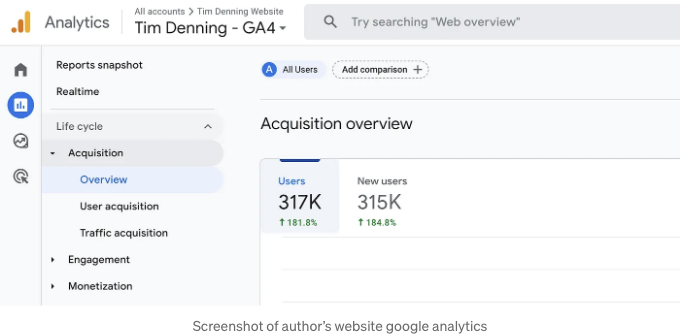 Analytics
All accounts > Tim Denning Website
Tim Denning - GA4
Try searching "Web overview"
Reports snapshot
Realtime
Life cycle
Acquisition
Overview
User acquisition
Traffic acquisition
Engagement
Monetization
A All Users
Add comparison +
Acquisition overview
Users
317K
↑ 181.8%
New users
315K
↑ 184.8%
Screenshot of author's website google analytics